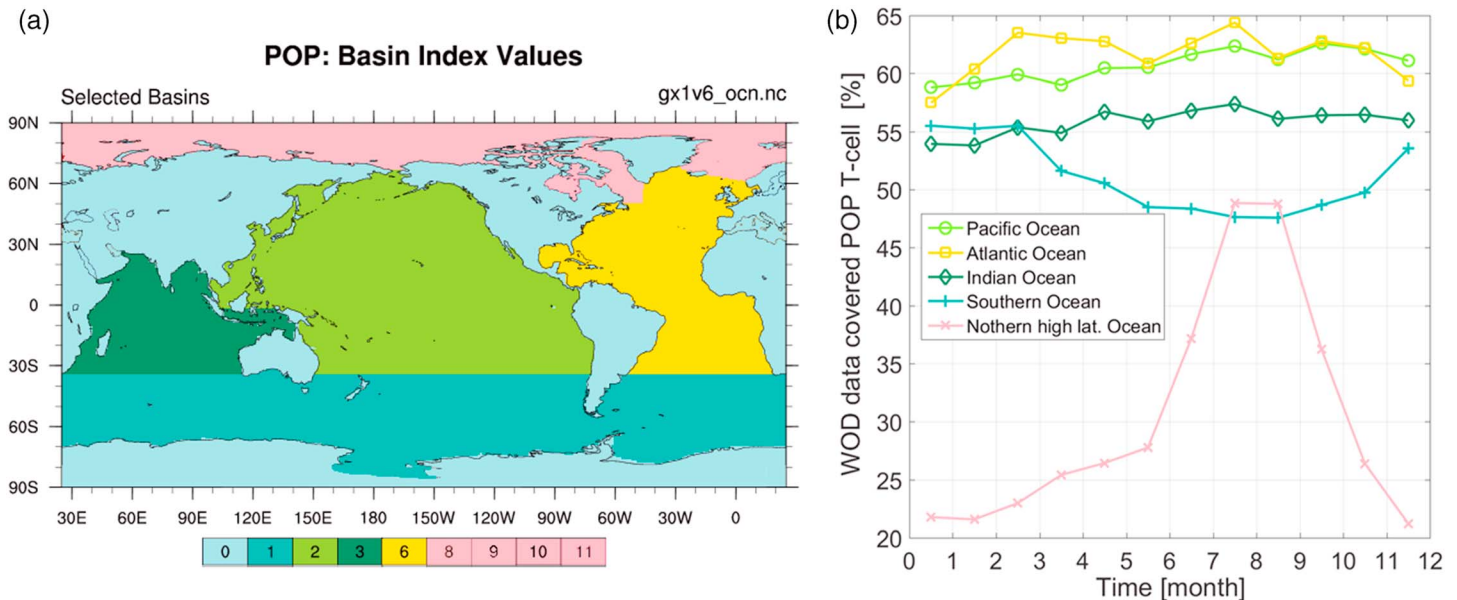 (a)
POP: Basin Index Values
Selected Basins
gx1v6_ocn.nc
90N
60N
30N
0
30S
60S
90S
30E 60E 90E 120E 150E 180 150W 120W 90W 60W 30W 0
0 1 2 3 6 8 9 10 11
(b)
WOD data covered POP T-cell [%]
65
60
55
50
45
40
35
30
25
20
Pacific Ocean
Atlantic Ocean
Indian Ocean
Southern Ocean
Nothern high lat. Ocean
0 1 2 3 4 5 6 7 8 9 10 11 12
Time [month]